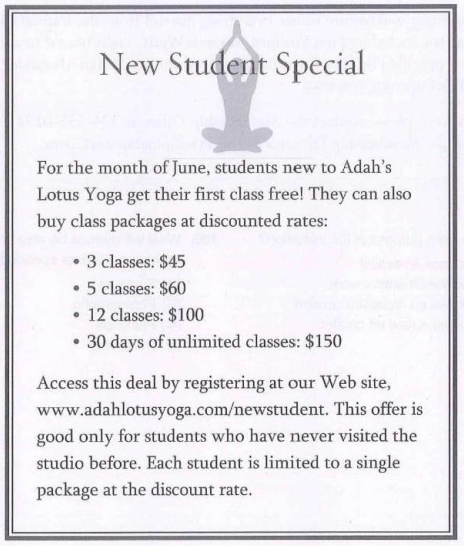 New Student Special
For the month of June, students new to Adah's
Lotus Yoga get their first class free! They can also
buy class packages at discounted rates:
• 3 classes: $45
• 5 classes: $60
• 12 classes: $100
• 30 days of unlimited classes: $150
Access this deal by registering at our Web site,
www.adahlotusyoga.com/newstudent. This offer is
good only for students who have never visited the
studio before. Each student is limited to a single
package at the discount rate.